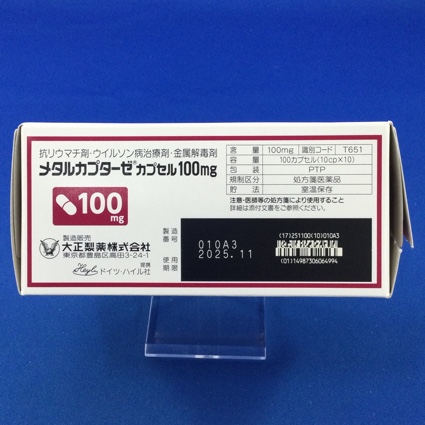 抗リウマチ剤・ウイルソン病治療剤・金属解毒剤
メタルカプターゼ®カプセル100mg
100mg
含量 100mg 識別コード T651
容量 100カプセル(10cp×10)
包装 PTP
規制区分 処方箋医薬品
貯法 室温保存
注意-医師等の処方箋により使用すること
詳細は添付文書をご参照ください。
製造販売
大正製薬株式会社
東京都豊島区高田3-24-1
Heyl 提携 ドイツ・ハイル社
製造番号 010A3
使用期限 2025.11
(17)251100(10)010A3
(01)14987306064994